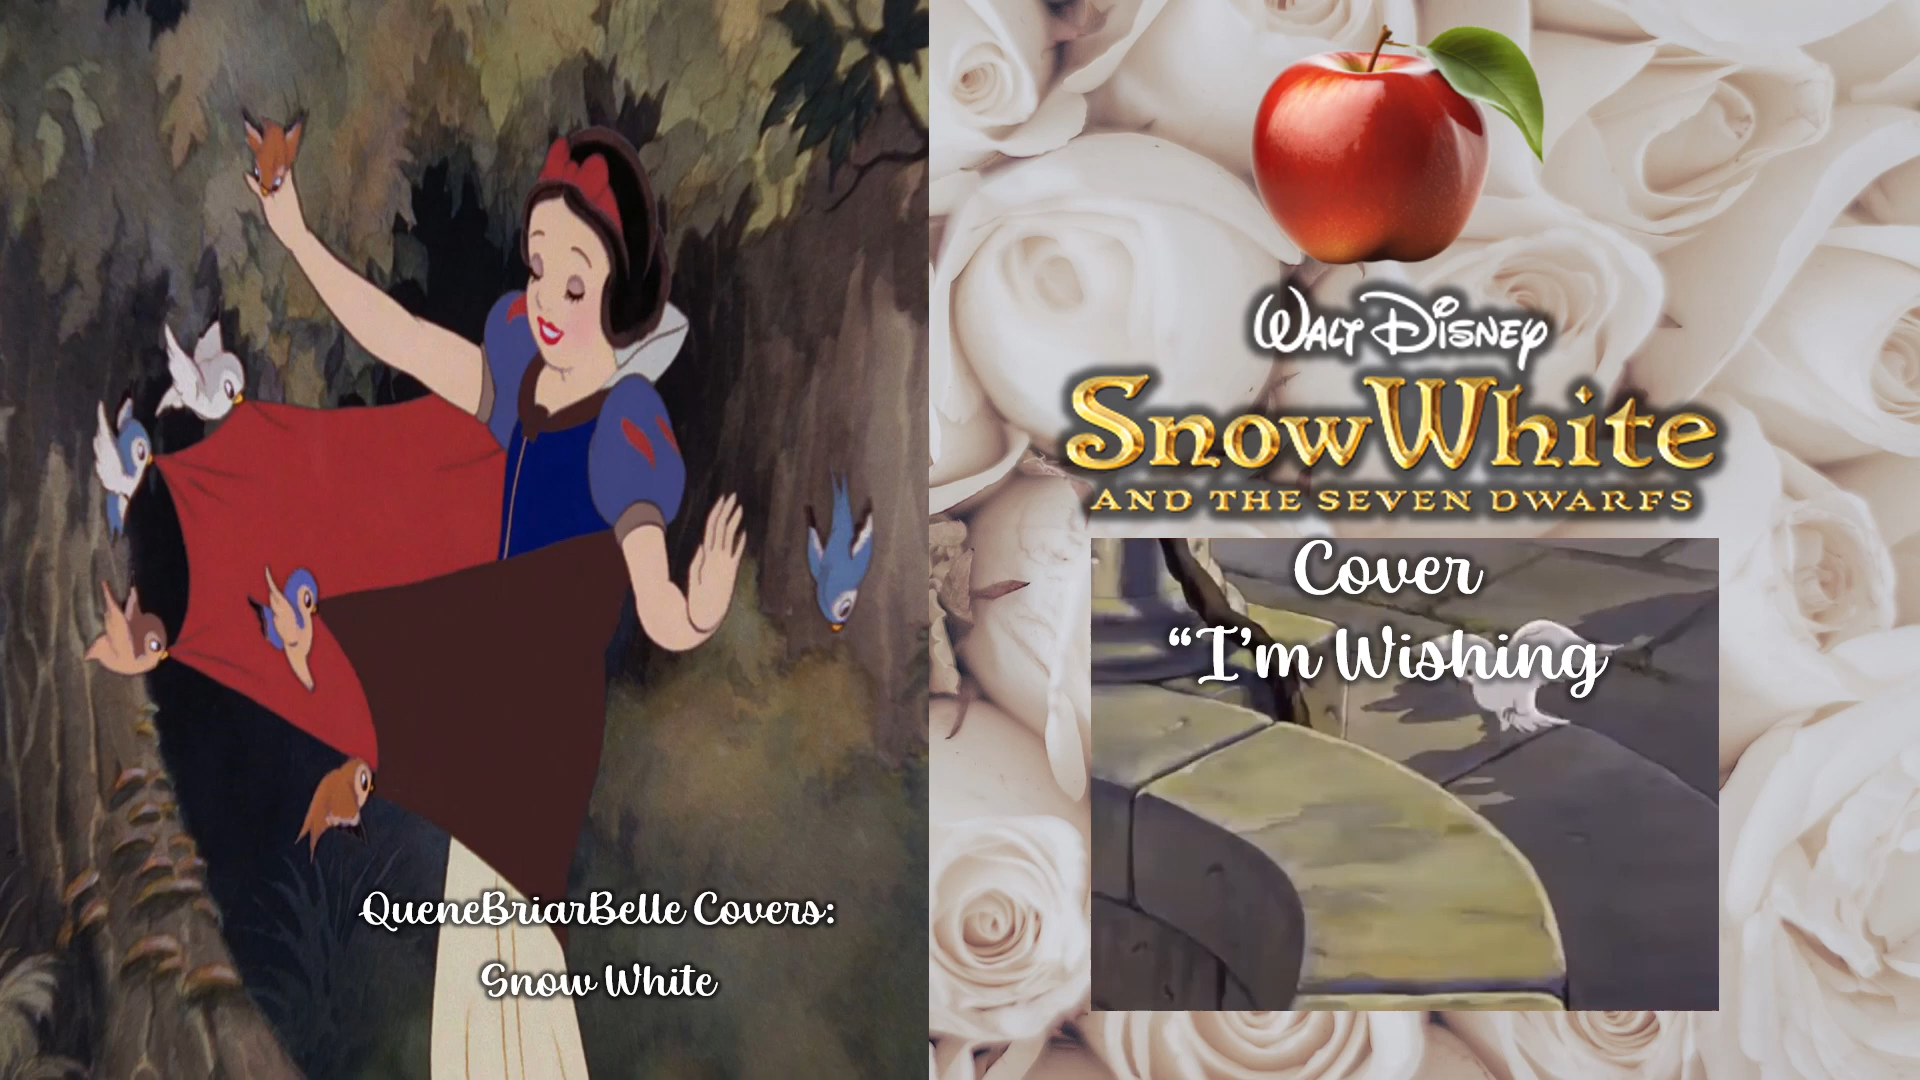 QueneBriarBelle Covers:
Snow White
Walt Disney
Snow White
AND THE SEVEN DWARFS
Cover
“I’m Wishing